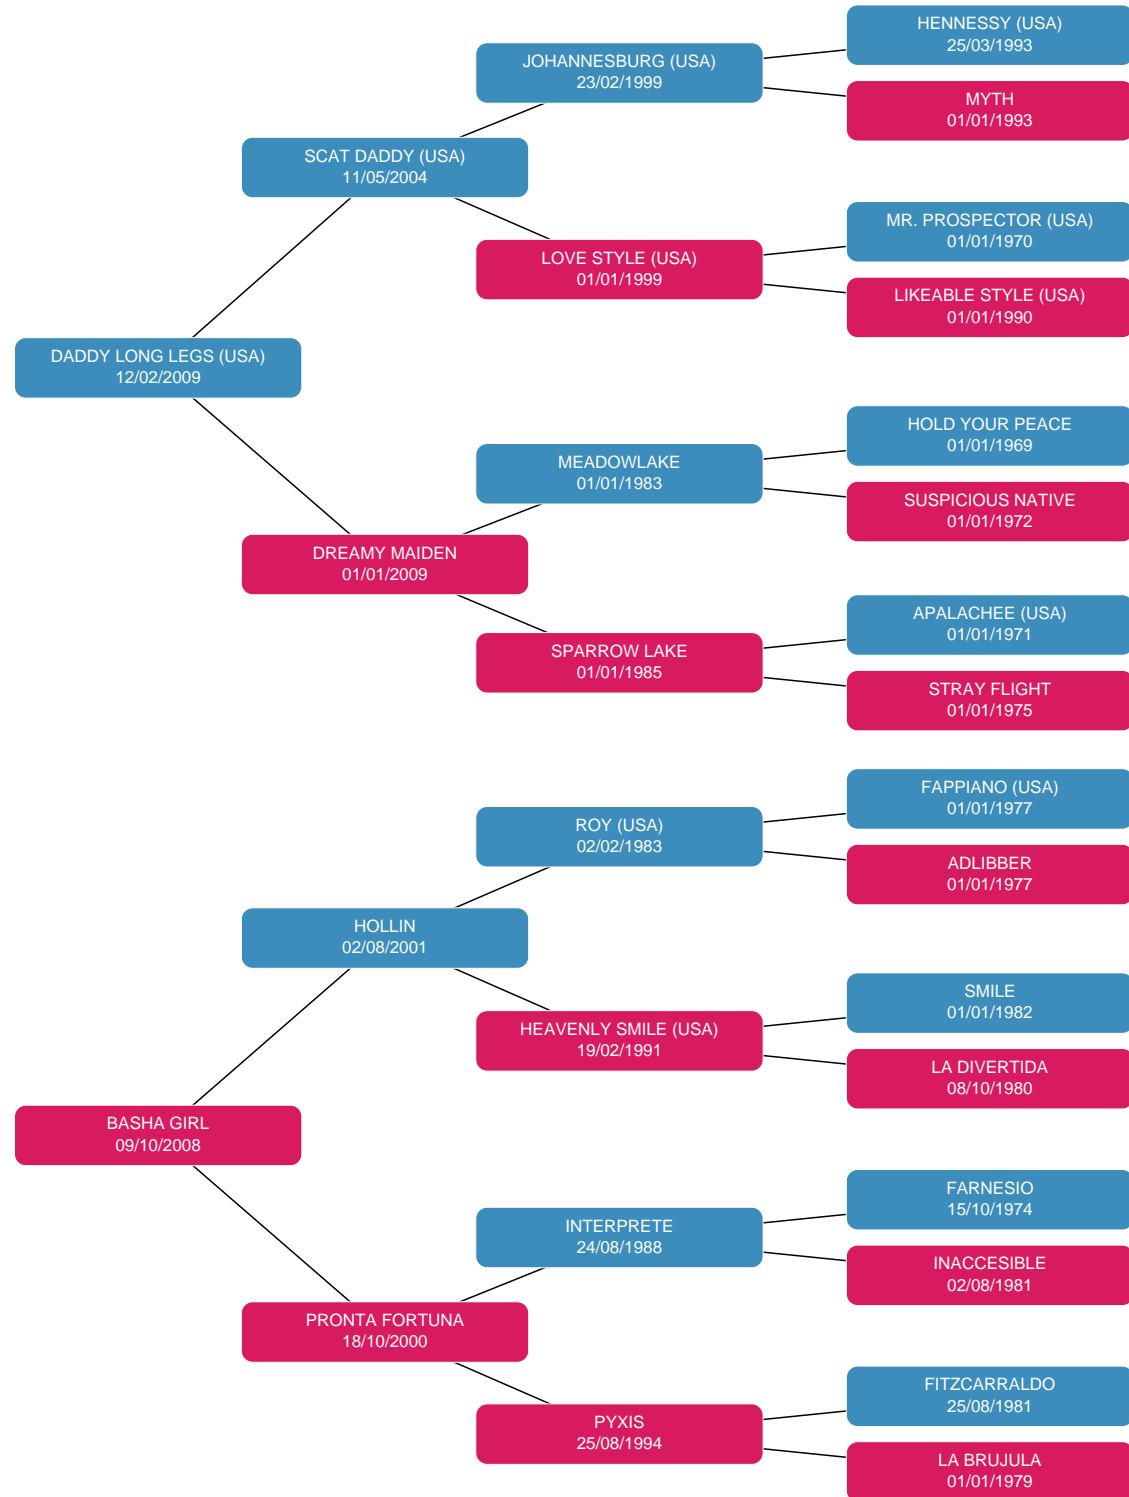 HENNESSY (USA)
25/03/1993
JOHANNESBURG (USA)
23/02/1999
MYTH
01/01/1993
SCAT DADDY (USA)
11/05/2004
MR. PROSPECTOR (USA)
01/01/1970
LOVE STYLE (USA)
01/01/1999
LIKEABLE STYLE (USA)
01/01/1990
DADDY LONG LEGS (USA)
12/02/2009
HOLD YOUR PEACE
01/01/1969
MEADOWLAKE
01/01/1983
SUSPICIOUS NATIVE
01/01/1972
DREAMY MAIDEN
01/01/2009
APALACHEE (USA)
01/01/1971
SPARROW LAKE
01/01/1985
STRAY FLIGHT
01/01/1975
FAPPIANO (USA)
01/01/1977
ROY (USA)
02/02/1983
ADLIBBER
01/01/1977
HOLLIN
02/08/2001
SMILE
01/01/1982
HEAVENLY SMILE (USA)
19/02/1991
LA DIVERTIDA
08/10/1980
BASHA GIRL
09/10/2008
FARNESIO
15/10/1974
INTERPRETE
24/08/1988
INACCESIBLE
02/08/1981
PRONTA FORTUNA
18/10/2000
FITZCARRALDO
25/08/1981
PYXIS
25/08/1994
LA BRUJULA
01/01/1979